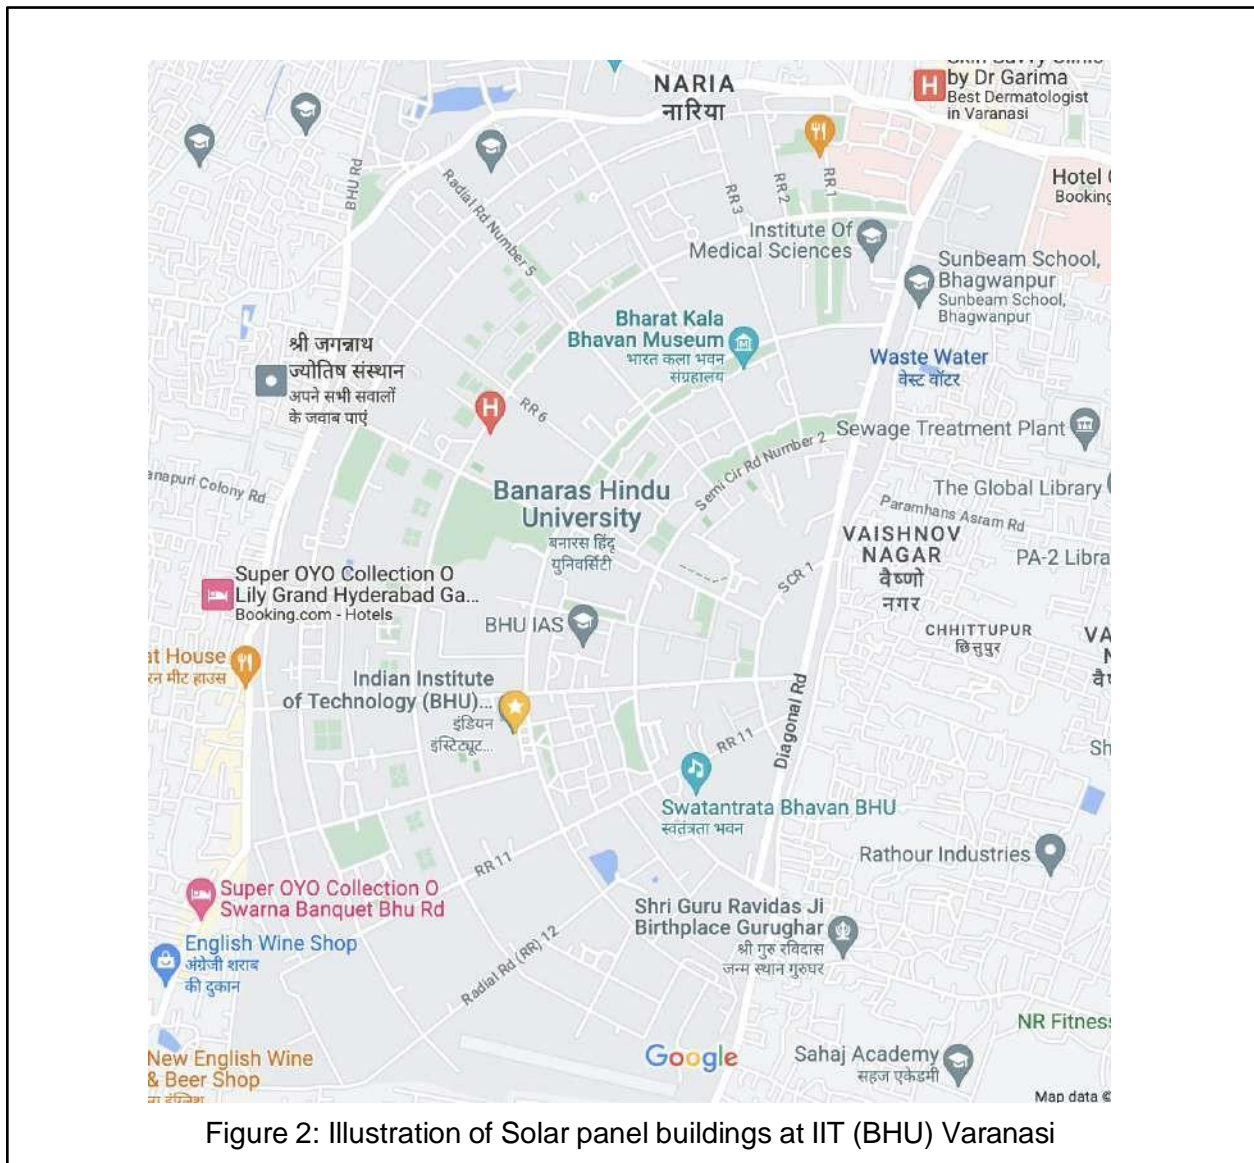 NARIA
नारिया
by Dr Garima
Best Dermatologist
in Varanasi
BHU Rd
Radial Rd Number 5
RR 3
RR 2
RR 1
Hotel
Booking
Institute Of
Medical Sciences
Sunbeam School,
Bhagwanpur
Sunbeam School,
Bhagwanpur
Bharat Kala
Bhavan Museum
भारत कला भवन
संग्रहालय
श्री जगन्नाथ
ज्योतिष संस्थान
अपने सभी सवालों
के जवाब पाएं
Waste Water
वेस्ट वॉटर
H
H
RR 6
Sewage Treatment Plant
Semi Cir Rd Number 2
anapuri Colony Rd
The Global Library
Paramhans Asram Rd
Banaras Hindu
University
बनारस हिंदू
युनिवर्सिटी
VAISHNOV
NAGAR
वैष्णो
नगर
PA-2 Libra
SCR 1
Super OYO Collection O
Lily Grand Hyderabad Ga...
Booking.com - Hotels
BHU IAS
CHHITTUPUR
छित्तुपुर
VA
at House
रन मीट हाउस
Indian Institute
of Technology (BHU)...
इंडियन
इंस्टिट्यूट...
Diagonal Rd
RR 11
Sh
Swatantrata Bhavan BHU
स्वतंत्रता भवन
Rathour Industries
RR 11
Super OYO Collection O
Swarna Banquet Bhu Rd
Shri Guru Ravidas Ji
Birthplace Gurughar
श्री गुरु रविदास
जन्म स्थान गुरुघर
English Wine Shop
अंग्रेजी शराब
की दुकान
Radial Rd (RR) 12
NR Fitness
New English Wine
& Beer Shop
Google
Sahaj Academy
सहज एकेडमी
Map data ©
Figure 2: Illustration of Solar panel buildings at IIT (BHU) Varanasi